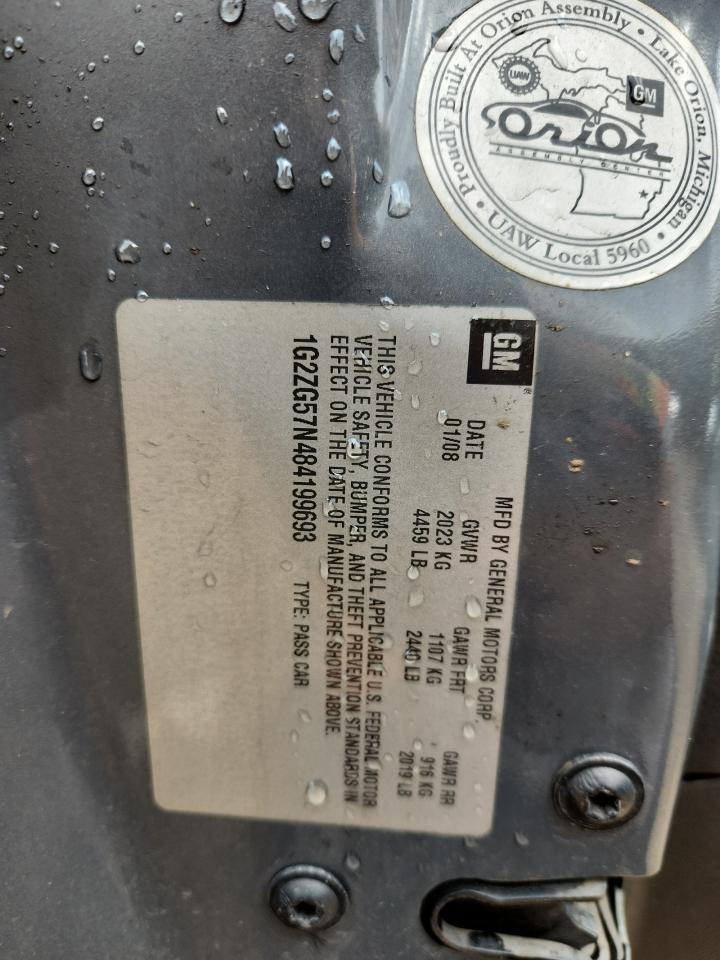 Proudly Built At Orion Assembly • Lake Orion, Michigan
UAW
GM
Orion
ASSEMBLY CENTER
• UAW Local 5960 •
GM
MFD BY GENERAL MOTORS CORP.
DATE GVWR GAWR FRT GAWR RR
01/08 2023 KG 1107 KG 916 KG
4459 LB 2440 LB 2019 LB
THIS VEHICLE CONFORMS TO ALL APPLICABLE U.S. FEDERAL MOTOR
VEHICLE SAFETY, BUMPER, AND THEFT PREVENTION STANDARDS IN
EFFECT ON THE DATE OF MANUFACTURE SHOWN ABOVE.
1G2ZG57N484199693 TYPE: PASS CAR